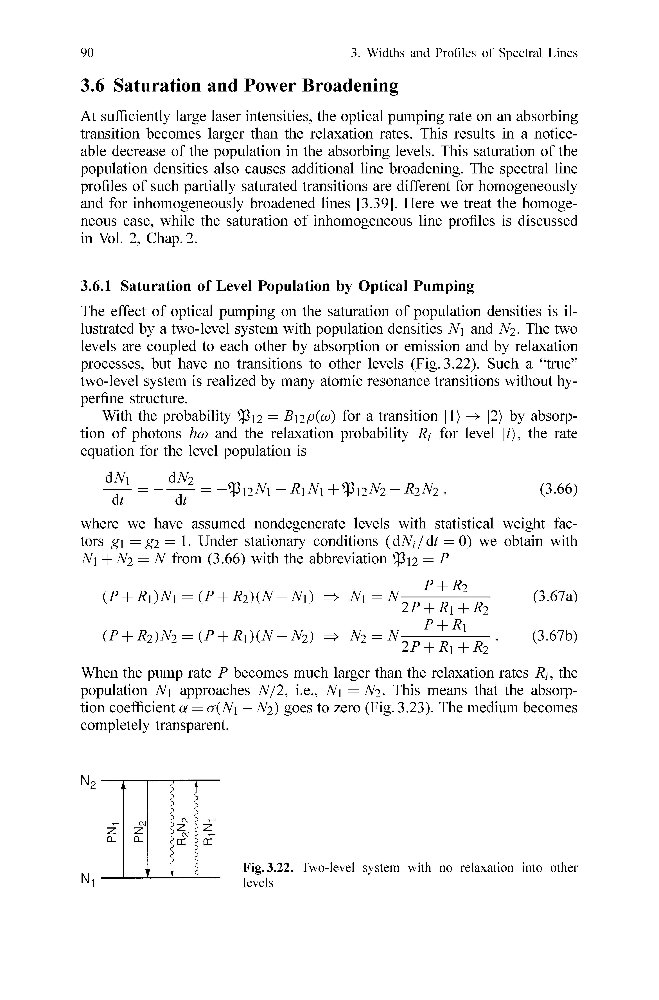 90 3. Widths and Profiles of Spectral Lines
3.6 Saturation and Power Broadening
At sufficiently large laser intensities, the optical pumping rate on an absorbing
transition becomes larger than the relaxation rates. This results in a notice-
able decrease of the population in the absorbing levels. This saturation of the
population densities also causes additional line broadening. The spectral line
profiles of such partially saturated transitions are different for homogeneously
and for inhomogeneously broadened lines [3.39]. Here we treat the homoge-
neous case, while the saturation of inhomogeneous line profiles is discussed
in Vol. 2, Chap. 2.
3.6.1 Saturation of Level Population by Optical Pumping
The effect of optical pumping on the saturation of population densities is il-
lustrated by a two-level system with population densities N₁ and N₂. The two
levels are coupled to each other by absorption or emission and by relaxation
processes, but have no transitions to other levels (Fig. 3.22). Such a “true”
two-level system is realized by many atomic resonance transitions without hy-
perfine structure.
With the probability 𝔓₁₂ = B₁₂ρ(ω) for a transition |1⟩ → |2⟩ by absorp-
tion of photons ℏω and the relaxation probability Rᵢ for level |i⟩, the rate
equation for the level population is
dN₁/dt = −dN₂/dt = −𝔓₁₂N₁ − R₁N₁ + 𝔓₁₂N₂ + R₂N₂ , (3.66)
where we have assumed nondegenerate levels with statistical weight fac-
tors g₁ = g₂ = 1. Under stationary conditions (dNᵢ/dt = 0) we obtain with
N₁ + N₂ = N from (3.66) with the abbreviation 𝔓₁₂ = P
(P + R₁)N₁ = (P + R₂)(N − N₁) ⇒ N₁ = N (P + R₂)/(2P + R₁ + R₂) (3.67a)
(P + R₂)N₂ = (P + R₁)(N − N₂) ⇒ N₂ = N (P + R₁)/(2P + R₁ + R₂) . (3.67b)
When the pump rate P becomes much larger than the relaxation rates Rᵢ, the
population N₁ approaches N/2, i.e., N₁ = N₂. This means that the absorp-
tion coefficient α = σ(N₁ − N₂) goes to zero (Fig. 3.23). The medium becomes
completely transparent.
N₂
PN₁ PN₂ R₂N₂ R₁N₁
N₁
Fig. 3.22. Two-level system with no relaxation into other
levels